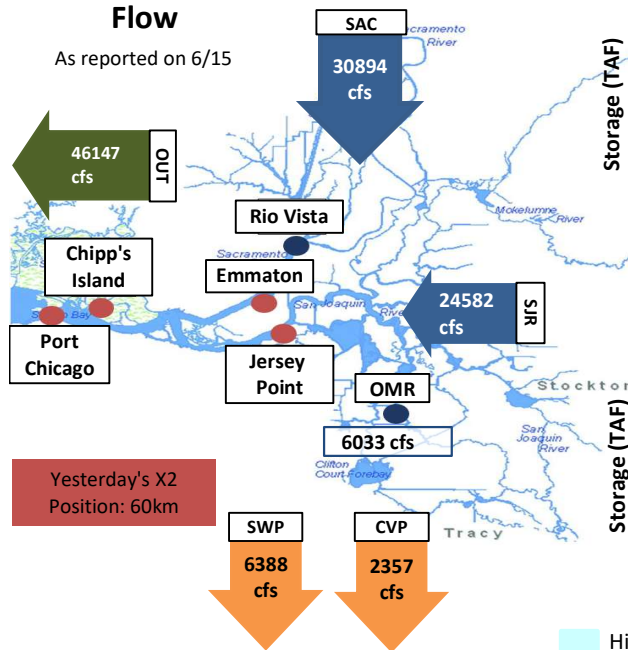 Flow
As reported on 6/15
SAC
Sacramento
River
30894
cfs
Storage (TAF)
46147
cfs
OUT
Rio Vista
Mokelumne
River
Chipp's
Island
Sacramento
Emmaton
San Joaquin
River
24582
cfs
SJR
Port
Chicago
Jersey
Point
OMR
Stockton
6033 cfs
San
Joaquin
River
Clifton
Court Forebay
Storage (TAF)
Yesterday's X2
Position: 60km
SWP
CVP
Tracy
6388
cfs
2357
cfs
Hi